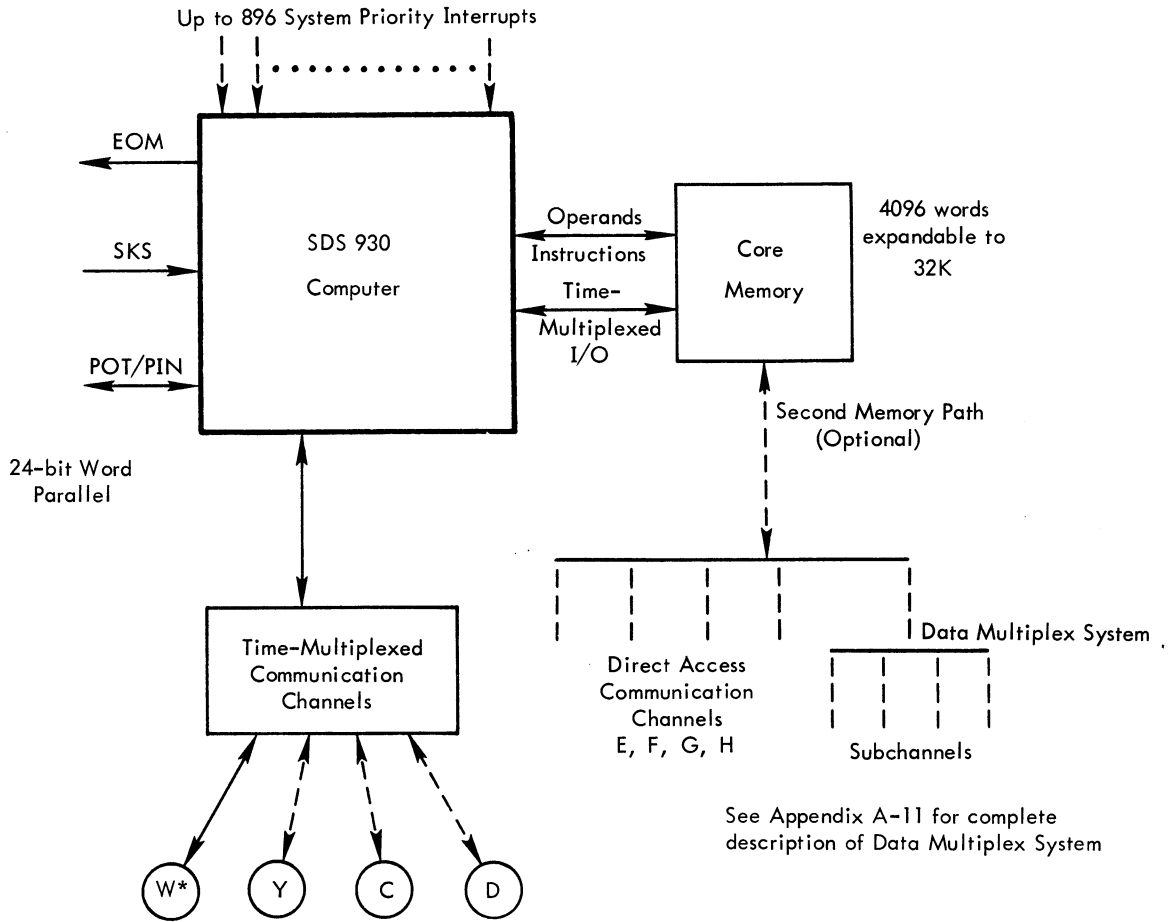 Up to 896 System Priority Interrupts
EOM
SKS
POT/PIN
SDS 930
Computer
Operands
Instructions
Time-
Multiplexed
I/O
Core
Memory
4096 words
expandable to
32K
Second Memory Path
(Optional)
24-bit Word
Parallel
Time-Multiplexed
Communication
Channels
W*
Y
C
D
Direct Access
Communication
Channels
E, F, G, H
Data Multiplex System
Subchannels
See Appendix A-11 for complete
description of Data Multiplex System